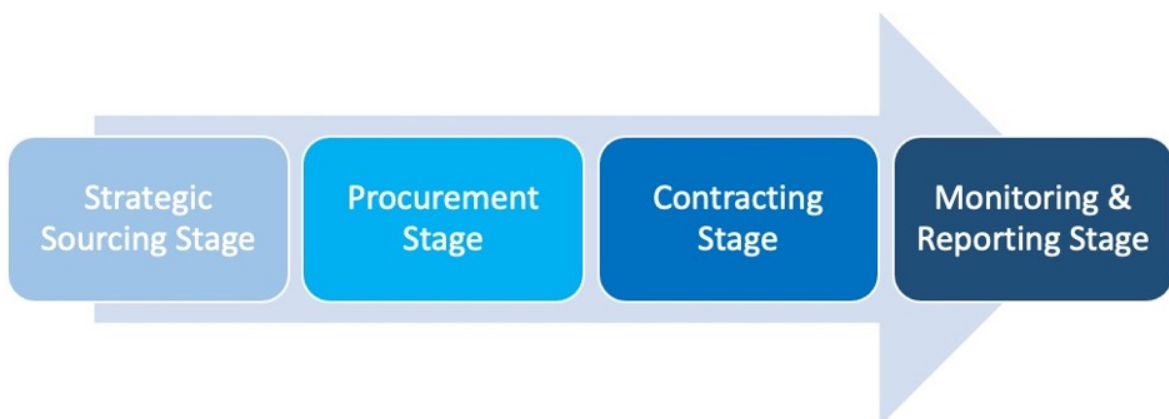 Strategic
Sourcing Stage
Procurement
Stage
Contracting
Stage
Monitoring &
Reporting Stage